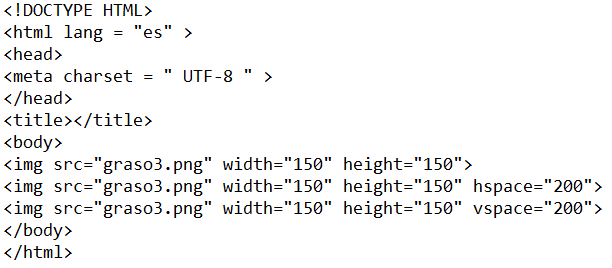 <!DOCTYPE HTML>
<html lang = "es" >
<head>
<meta charset = " UTF-8 " >
</head>
<title></title>
<body>
<img src="graso3.png" width="150" height="150">
<img src="graso3.png" width="150" height="150" hspace="200">
<img src="graso3.png" width="150" height="150" vspace="200">
</body>
</html>